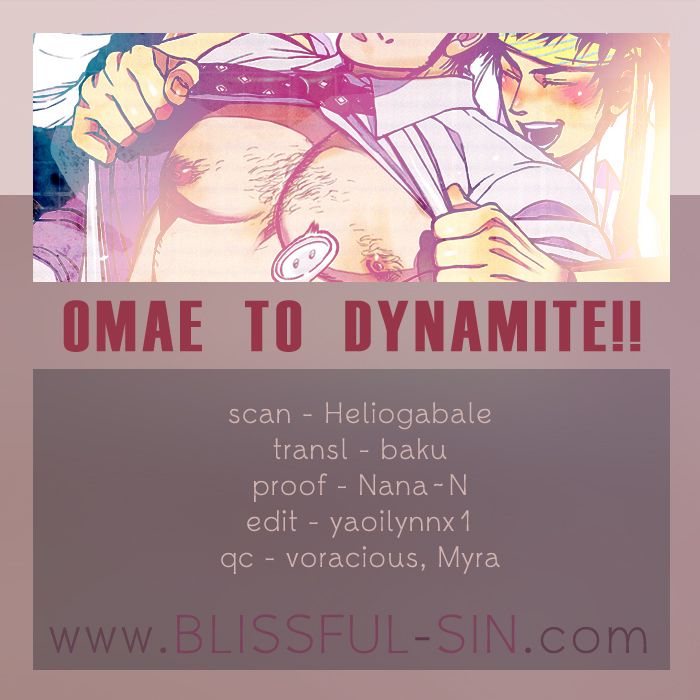 OMAE TO DYNAMITE!!
scan - Heliogabale
transl - baku
proof - Nana~N
edit - yaoilynnx1
qc - voracious, Myra
www.BLISSFUL-SIN.com